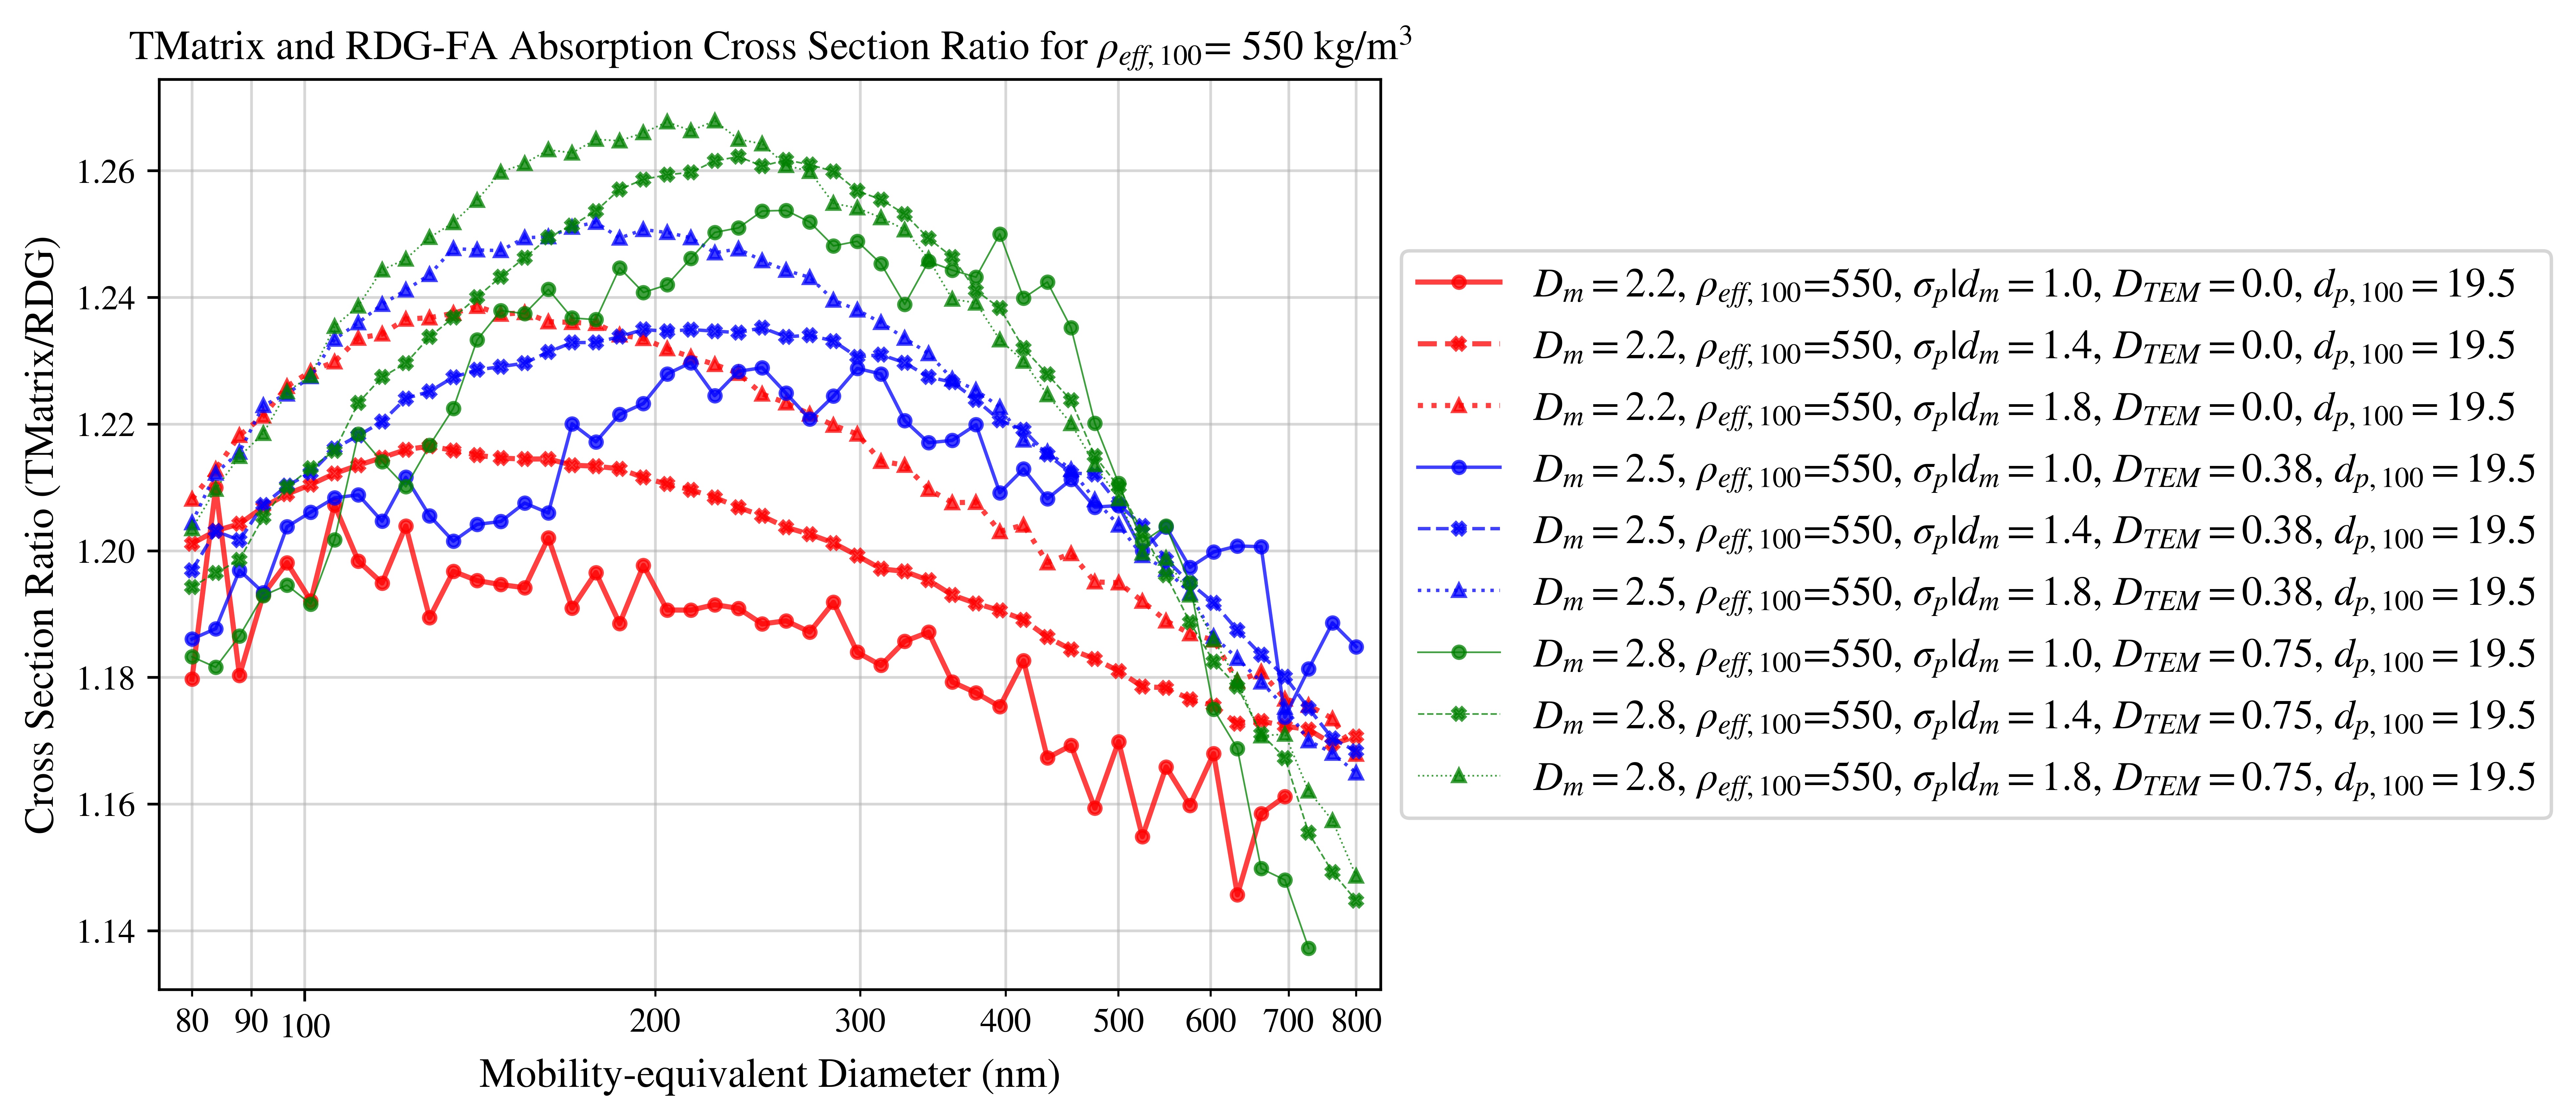 TMatrix and RDG-FA Absorption Cross Section Ratio for ρeff,100= 550 kg/m³
Cross Section Ratio (TMatrix/RDG)
1.26
1.24
1.22
1.20
1.18
1.16
1.14
80 90 100 200 300 400 500 600 700 800
Mobility-equivalent Diameter (nm)
Dm=2.2, ρeff,100=550, σp|dm=1.0, DTEM=0.0, dp,100=19.5
Dm=2.2, ρeff,100=550, σp|dm=1.4, DTEM=0.0, dp,100=19.5
Dm=2.2, ρeff,100=550, σp|dm=1.8, DTEM=0.0, dp,100=19.5
Dm=2.5, ρeff,100=550, σp|dm=1.0, DTEM=0.38, dp,100=19.5
Dm=2.5, ρeff,100=550, σp|dm=1.4, DTEM=0.38, dp,100=19.5
Dm=2.5, ρeff,100=550, σp|dm=1.8, DTEM=0.38, dp,100=19.5
Dm=2.8, ρeff,100=550, σp|dm=1.0, DTEM=0.75, dp,100=19.5
Dm=2.8, ρeff,100=550, σp|dm=1.4, DTEM=0.75, dp,100=19.5
Dm=2.8, ρeff,100=550, σp|dm=1.8, DTEM=0.75, dp,100=19.5